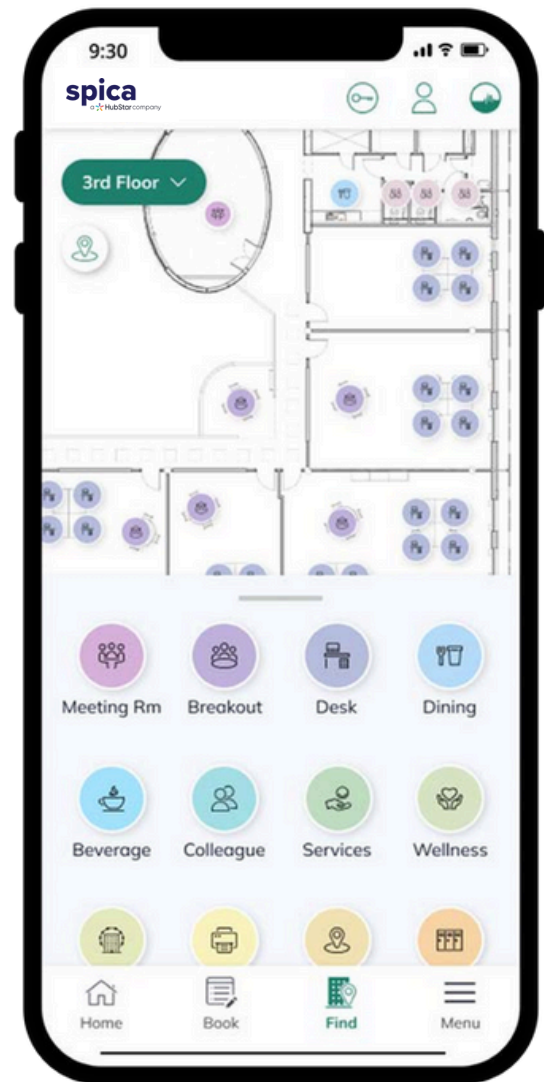 9:30
spica
a HubStar company
3rd Floor
Meeting Rm Breakout Desk Dining
Beverage Colleague Services Wellness
Home Book Find Menu